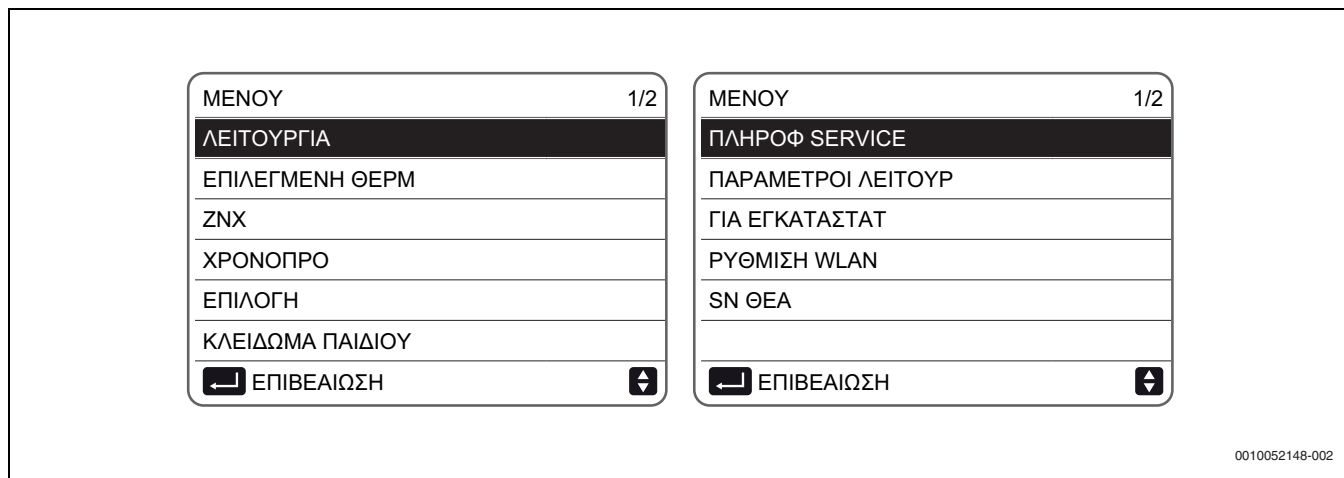 ΜΕΝΟΥ 1/2
ΛΕΙΤΟΥΡΓΙΑ
ΕΠΙΛΕΓΜΕΝΗ ΘΕΡΜ
ΖΝΧ
ΧΡΟΝΟΠΡΟ
ΕΠΙΛΟΓΗ
ΚΛΕΙΔΩΜΑ ΠΑΙΔΙΟΥ
ΕΠΙΒΕΑΙΩΣΗ
ΜΕΝΟΥ 1/2
ΠΛΗΡΟΦ SERVICE
ΠΑΡΑΜΕΤΡΟΙ ΛΕΙΤΟΥΡ
ΓΙΑ ΕΓΚΑΤΑΣΤΑΤ
ΡΥΘΜΙΣΗ WLAN
SN ΘΕΑ
ΕΠΙΒΕΑΙΩΣΗ
0010052148-002